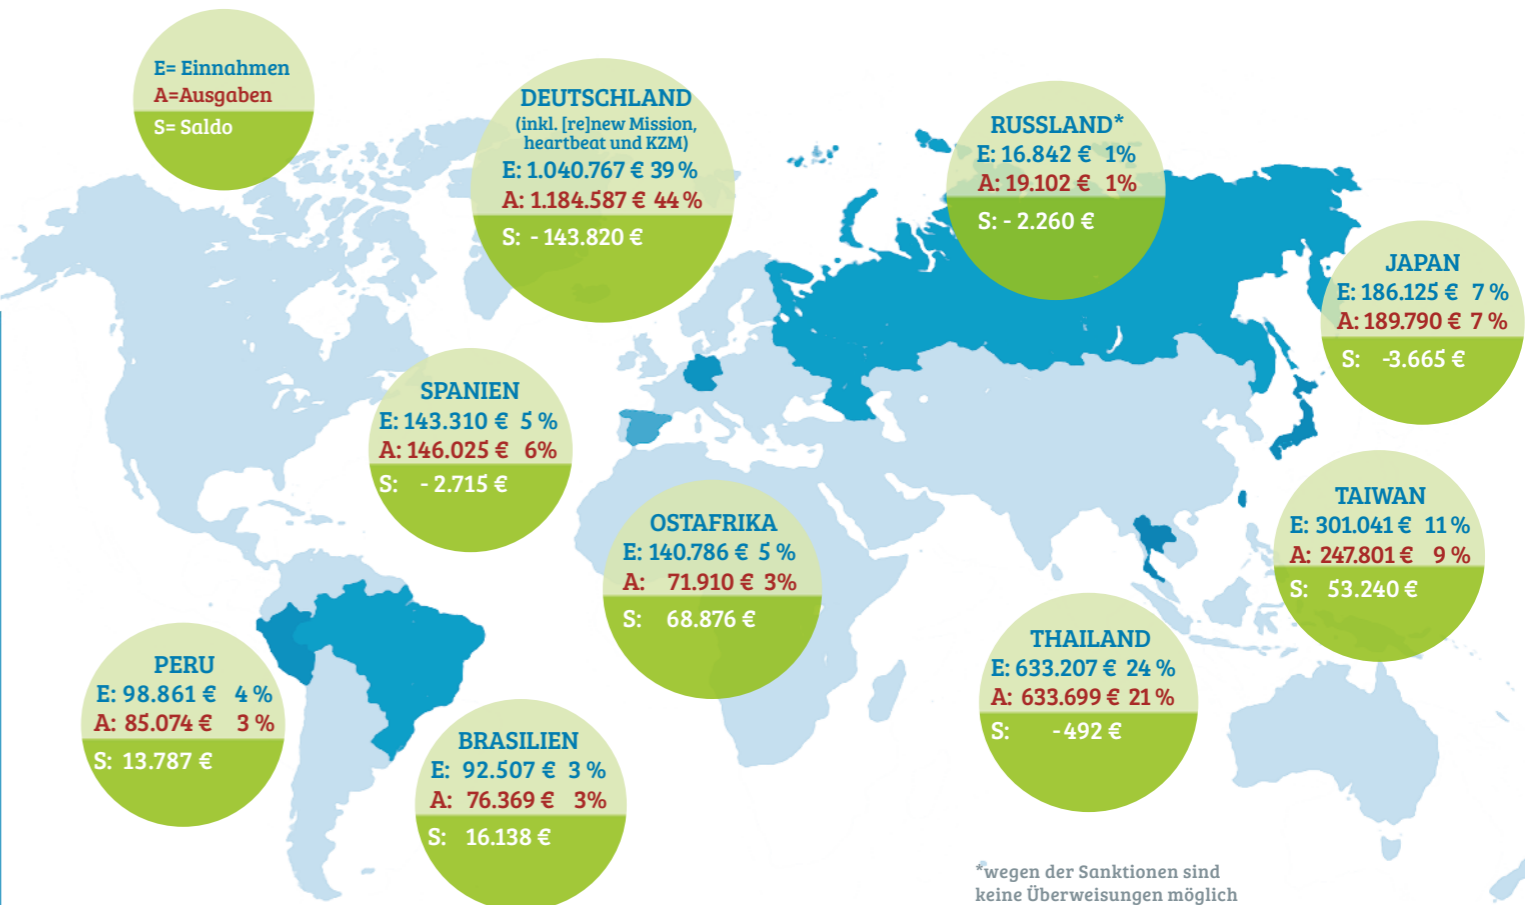 E= Einnahmen
A=Ausgaben
S= Saldo
DEUTSCHLAND
(inkl. [re]new Mission,
heartbeat und KZM)
E: 1.040.767 € 39 %
A: 1.184.587 € 44 %
S: - 143.820 €
RUSSLAND*
E: 16.842 € 1%
A: 19.102 € 1%
S: - 2.260 €
JAPAN
E: 186.125 € 7 %
A: 189.790 € 7 %
S: -3.665 €
SPANIEN
E: 143.310 € 5 %
A: 146.025 € 6%
S: - 2.715 €
OSTAFRIKA
E: 140.786 € 5 %
A: 71.910 € 3%
S: 68.876 €
TAIWAN
E: 301.041 € 11 %
A: 247.801 € 9 %
S: 53.240 €
THAILAND
E: 633.207 € 24 %
A: 633.699 € 21 %
S: -492 €
PERU
E: 98.861 € 4 %
A: 85.074 € 3 %
S: 13.787 €
BRASILIEN
E: 92.507 € 3 %
A: 76.369 € 3%
S: 16.138 €
*wegen der Sanktionen sind
keine Überweisungen möglich